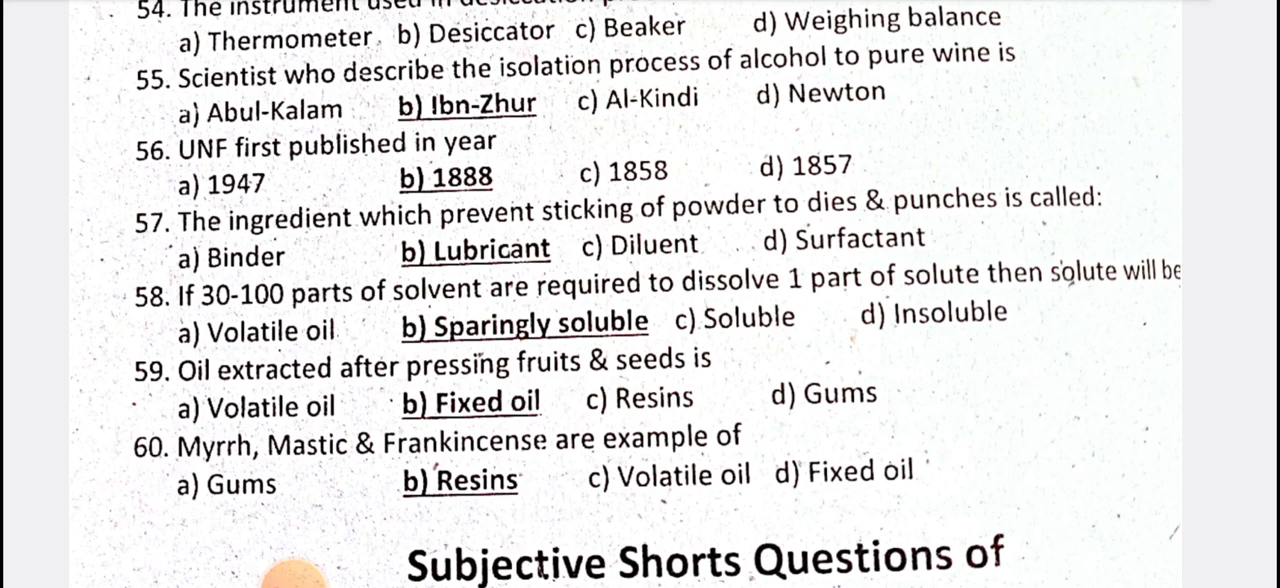 54. The instrument used in
a) Thermometer. b) Desiccator c) Beaker d) Weighing balance
55. Scientist who describe the isolation process of alcohol to pure wine is
a) Abul-Kalam b) Ibn-Zhur c) Al-Kindi d) Newton
56. UNF first published in year
a) 1947 b) 1888 c) 1858 d) 1857
57. The ingredient which prevent sticking of powder to dies & punches is called:
a) Binder b) Lubricant c) Diluent d) Surfactant
58. If 30-100 parts of solvent are required to dissolve 1 part of solute then solute will be
a) Volatile oil b) Sparingly soluble c) Soluble d) Insoluble
59. Oil extracted after pressing fruits & seeds is
a) Volatile oil b) Fixed oil c) Resins d) Gums
60. Myrrh, Mastic & Frankincense are example of
a) Gums b) Resins c) Volatile oil d) Fixed oil
Subjective Shorts Questions of